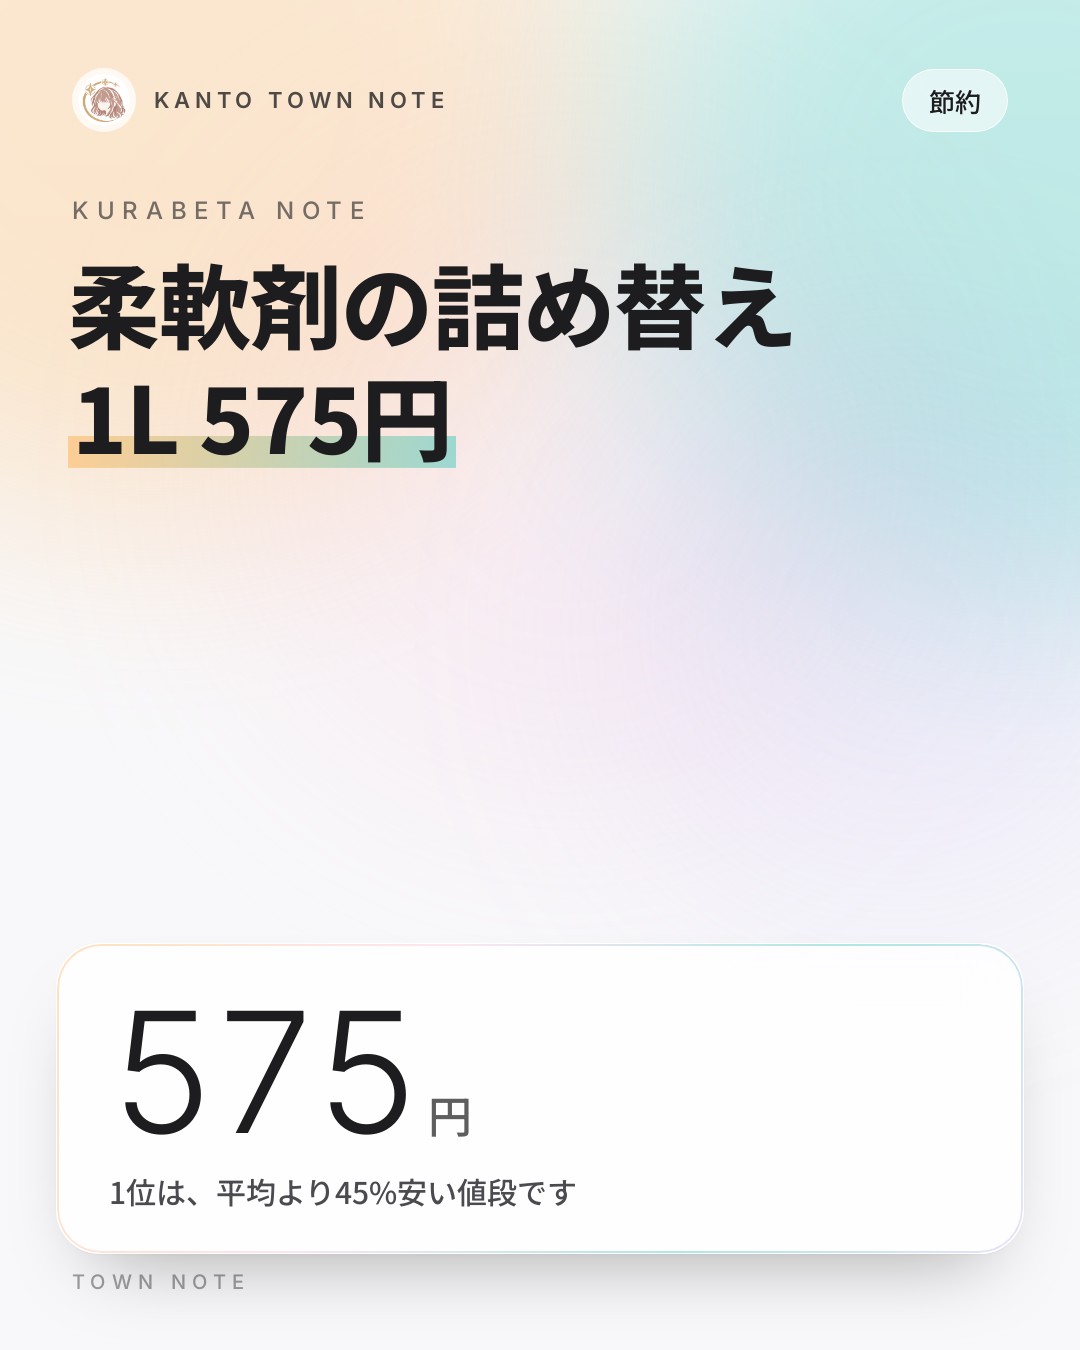 KANTO TOWN NOTE
節約
KURABETA NOTE
柔軟剤の詰め替え
1L 575円
575円
1位は、平均より45%安い値段です
TOWN NOTE